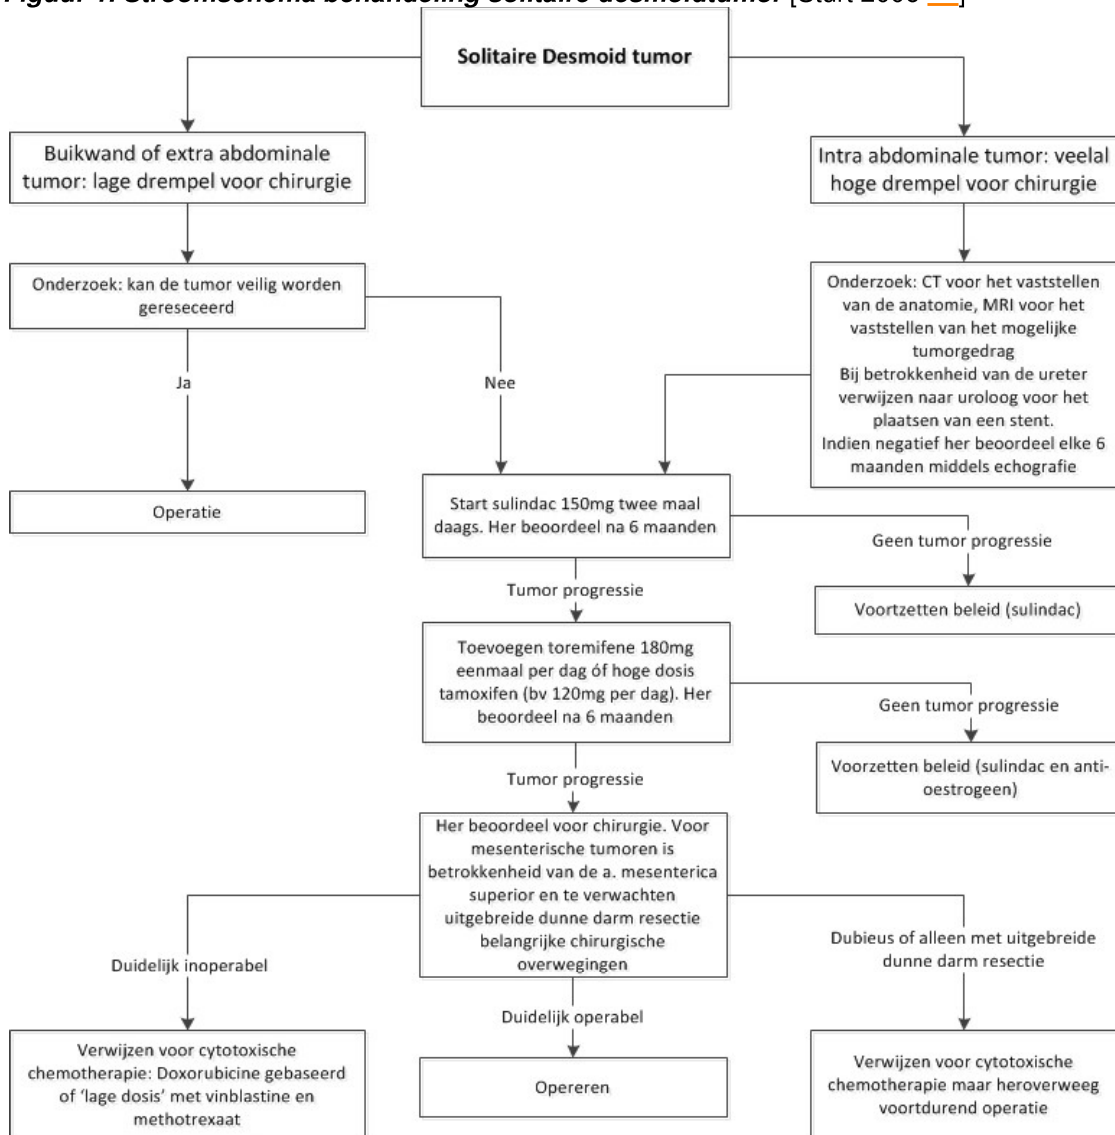 Solitaire Desmoid tumor
Buikwand of extra abdominale
tumor: lage drempel voor chirurgie
Intra abdominale tumor: veelal
hoge drempel voor chirurgie
Onderzoek: kan de tumor veilig worden
gereseceerd
Onderzoek: CT voor het vaststellen
van de anatomie, MRI voor het
vaststellen van het mogelijke
tumorgedrag
Bij betrokkenheid van de ureter
verwijzen naar uroloog voor het
plaatsen van een stent.
Indien negatief her beoordeel elke 6
maanden middels echografie
Ja
Nee
Operatie
Start sulindac 150mg twee maal
daags. Her beoordeel na 6 maanden
Geen tumor progressie
Tumor progressie
Voortzetten beleid (sulindac)
Toevoegen toremifene 180mg
eenmaal per dag óf hoge dosis
tamoxifen (bv 120mg per dag). Her
beoordeel na 6 maanden
Geen tumor progressie
Tumor progressie
Voorzetten beleid (sulindac en anti-
oestrogeen)
Her beoordeel voor chirurgie. Voor
mesenterische tumoren is
betrokkenheid van de a. mesenterica
superior en te verwachten
uitgebreide dunne darm resectie
belangrijke chirurgische
overwegingen
Duidelijk inoperabel
Dubieus of alleen met uitgebreide
dunne darm resectie
Duidelijk operabel
Verwijzen voor cytotoxische
chemotherapie: Doxorubicine gebaseerd
of ‘lage dosis’ met vinblastine en
methotrexaat
Opereren
Verwijzen voor cytotoxische
chemotherapie maar heroverweeg
voortdurend operatie